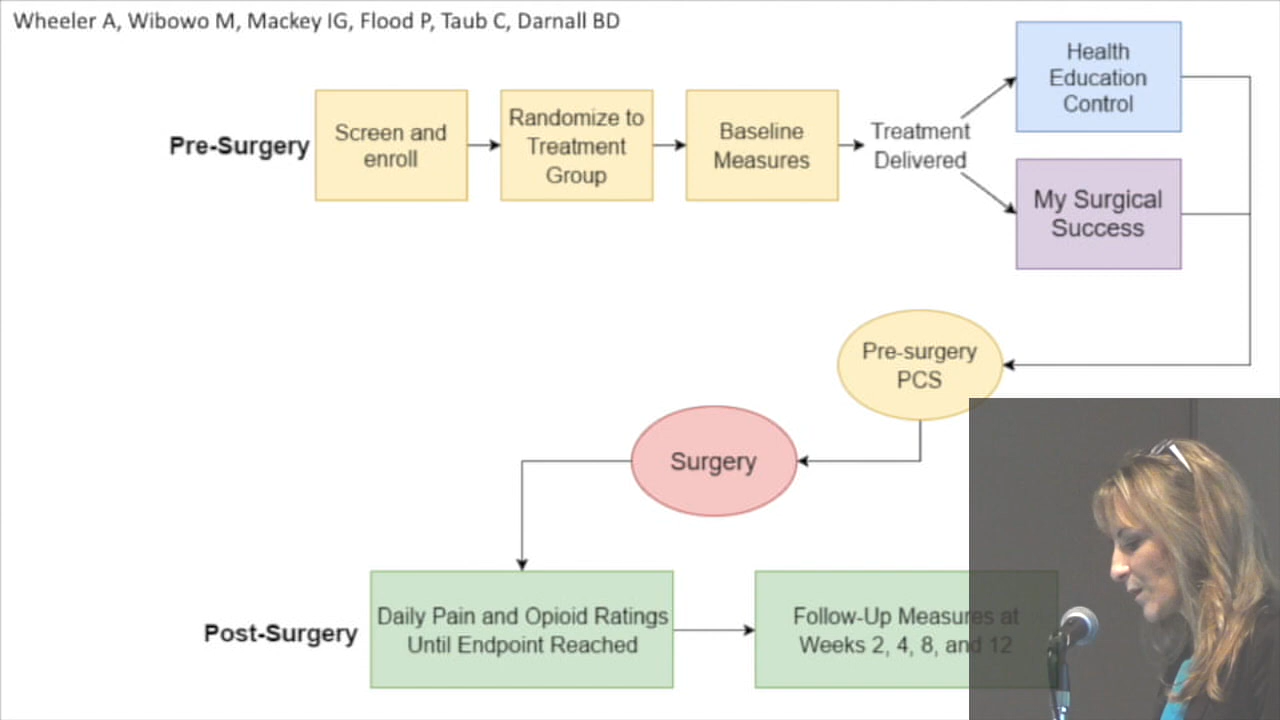 Wheeler A, Wibowo M, Mackey IG, Flood P, Taub C, Darnall BD
Pre-Surgery
Screen and
enroll
Randomize to
Treatment
Group
Baseline
Measures
Treatment
Delivered
Health
Education
Control
My Surgical
Success
Pre-surgery
PCS
Surgery
Post-Surgery
Daily Pain and Opioid Ratings
Until Endpoint Reached
Follow-Up Measures at
Weeks 2, 4, 8, and 12